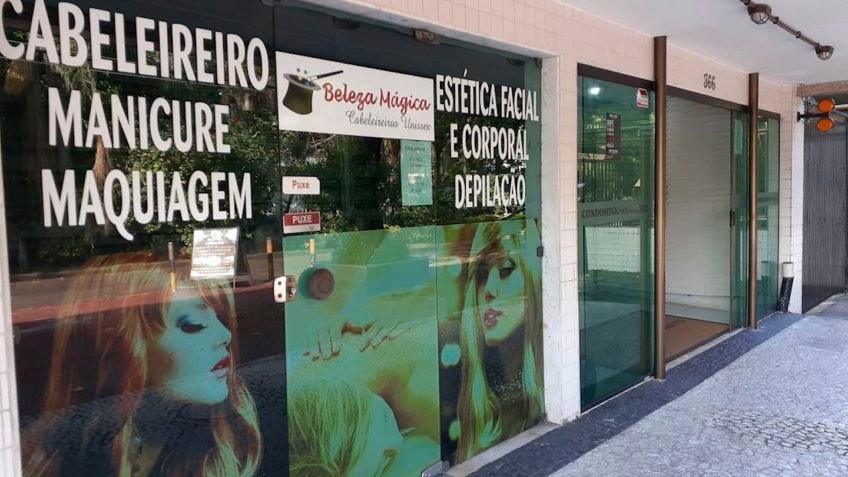 CABELEIREIRO
MANICURE
MAQUIAGEM
Beleza Mágica
Cabeleireiros Unissex
Puxe
PUXE
ESTÉTICA FACIAL
E CORPORAL
DEPILAÇÃO
366
CONDOMÍNIO